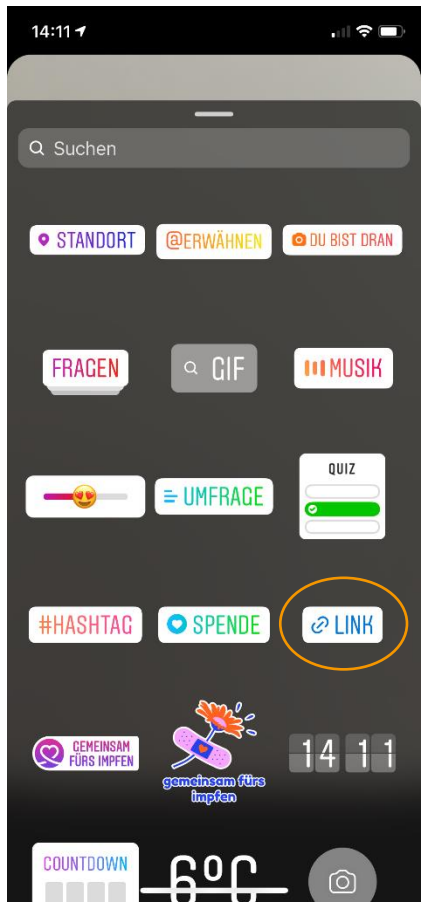 14:11
Suchen
STANDORT
@ERWÄHNEN
DU BIST DRAN
FRAGEN
GIF
MUSIK
UMFRAGE
QUIZ
#HASHTAG
SPENDE
LINK
GEMEINSAM
FÜRS IMPFEN
gemeinsam fürs
impfen
14 11
COUNTDOWN
6°C